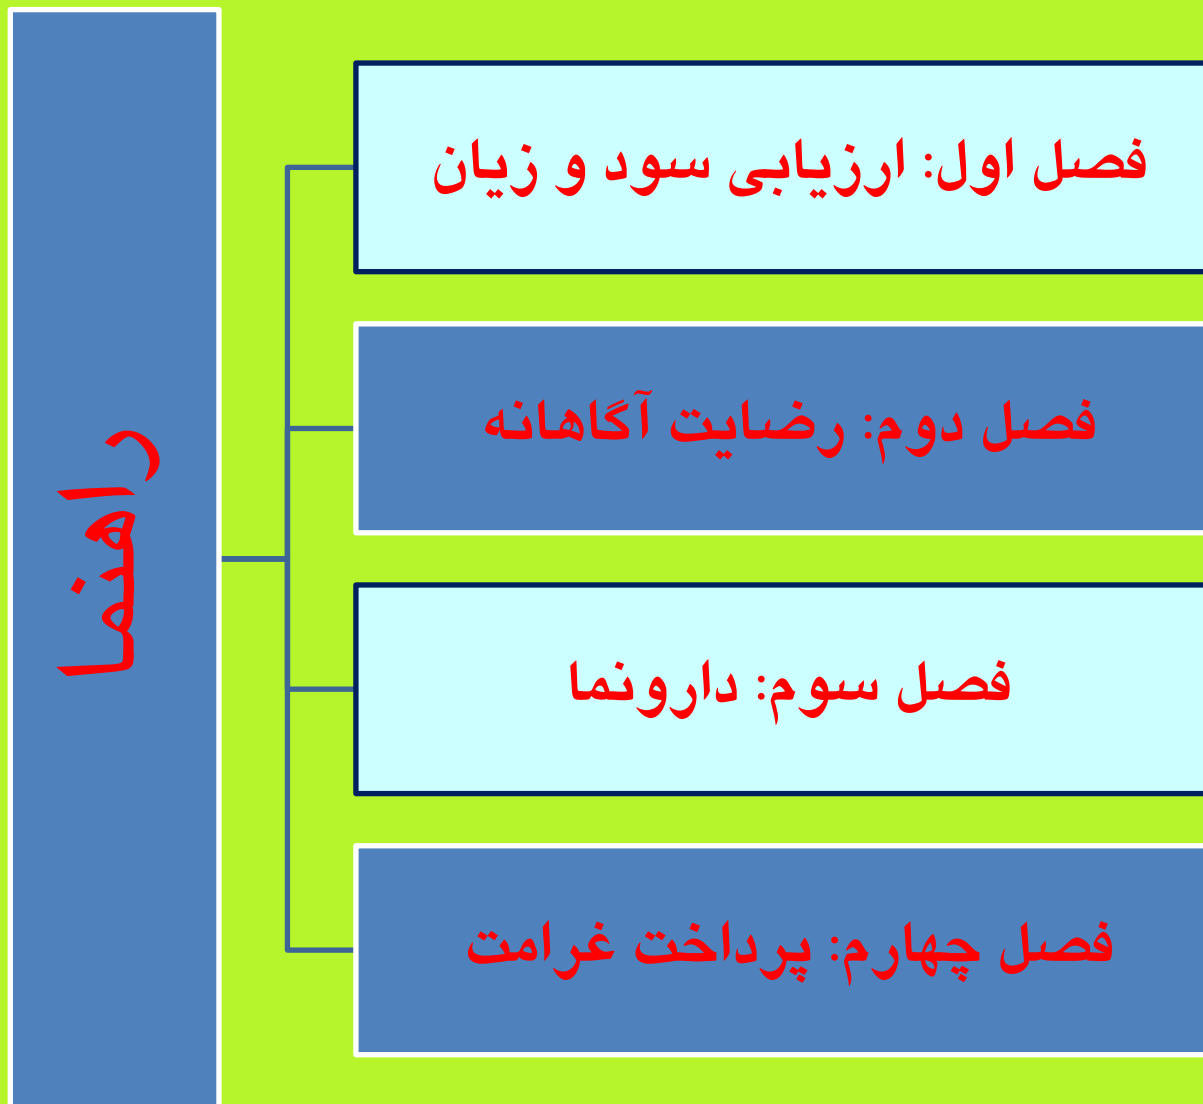 راهنما
فصل اول: ارزیابی سود و زیان
فصل دوم: رضایت آگاهانه
فصل سوم: دارونما
فصل چهارم: پرداخت غرامت